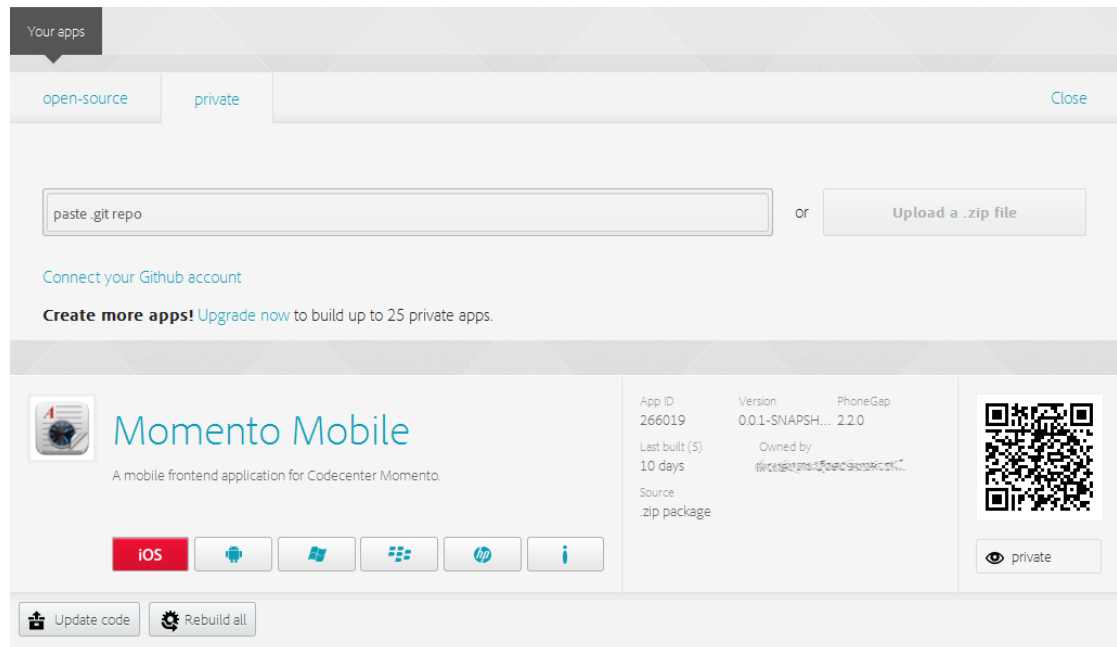 Your apps
open-source private Close
paste .git repo or Upload a .zip file
Connect your Github account
Create more apps! Upgrade now to build up to 25 private apps.
Momento Mobile
A mobile frontend application for Codecenter Momento.
App ID Version PhoneGap
266019 0.0.1-SNAPSH... 2.2.0
Last built (5) Owned by
10 days
Source
.zip package
iOS
hp
private
Update code Rebuild all